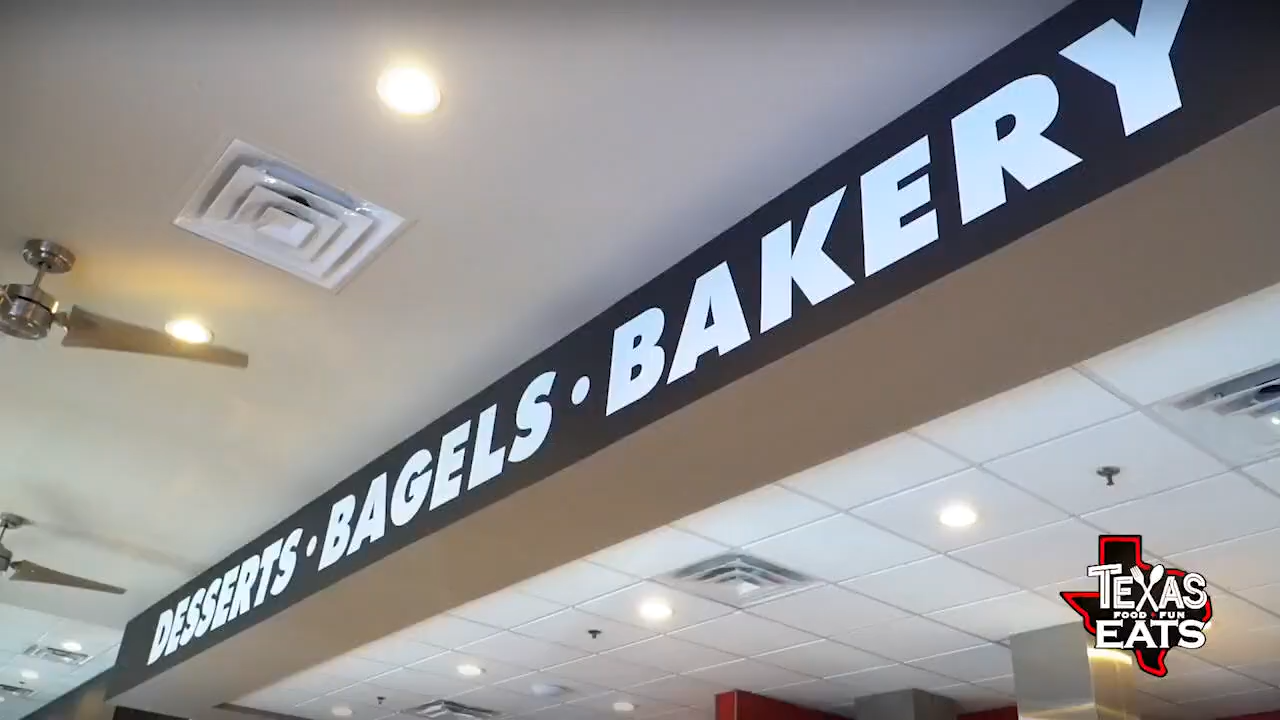 DESSERTS • BAGELS • BAKERY
TEXAS
FOOD FUN
EATS